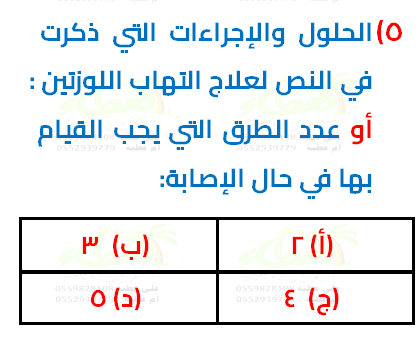 ٥) الحلول والإجراءات التي ذكرت
في النص لعلاج التهاب اللوزتين :
أو عدد الطرق التي يجب القيام
بها في حال الإصابة:
(أ) ٢
(ب) ٣
(ج) ٤
(د) ٥